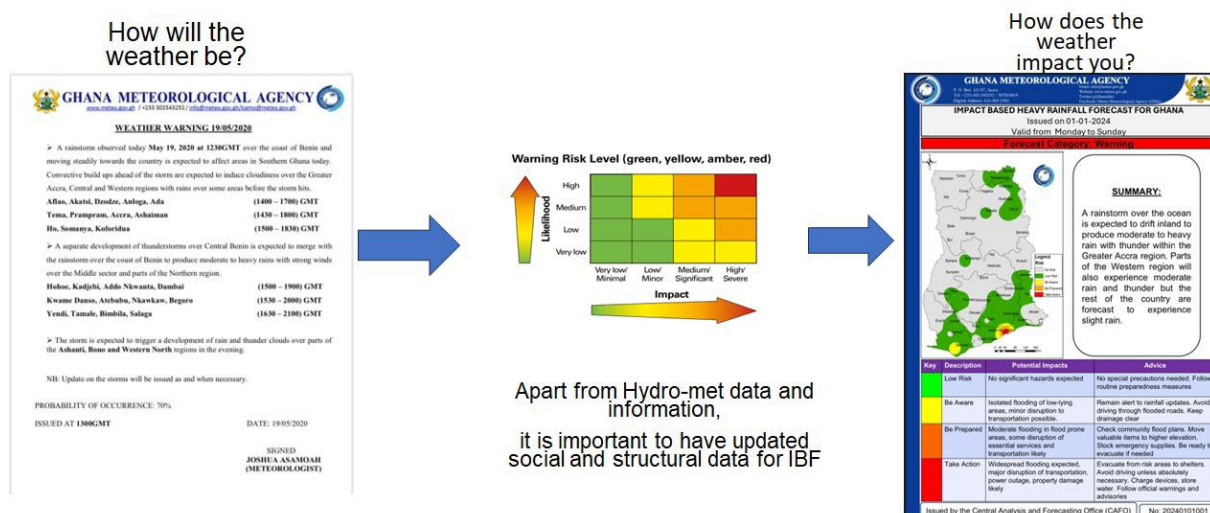 How will the
weather be?
GHANA METEOROLOGICAL AGENCY
WEATHER WARNING 19/05/2020
➢ A rainstorm observed today May 19, 2020 at 1230GMT over the coast of Benin and
moving steadily towards the country is expected to affect areas in Southern Ghana today.
Convective build ups ahead of the storm are expected to induce cloudiness over the Greater
Accra, Central and Western regions with rains over some areas before the storm hits.
Aflao, Akatsi, Dzodze, Anloga, Ada (1400 – 1700) GMT
Tema, Prampram, Accra, Ashaiman (1430 – 1800) GMT
Ho, Somanya, Koforidua (1500 – 1830) GMT
➢ A separate development of thunderstorms over Central Benin is expected to merge with
the rainstorm over the coast of Benin to produce moderate to heavy rains with strong winds
over the Middle sector and parts of the Northern region.
Hohoe, Kadjebi, Addo Nkwanta, Dambai (1500 – 1900) GMT
Kwame Danso, Atebubu, Nkawkaw, Begoro (1530 – 2000) GMT
Yendi, Tamale, Bimbila, Salaga (1630 – 2100) GMT
➢ The storm is expected to trigger a development of rain and thunder clouds over parts of
the Ashanti, Bono and Western North regions in the evening.
NB: Update on the storms will be issued as and when necessary.
PROBABILITY OF OCCURRENCE: 70%
ISSUED AT 1300GMT DATE: 19/05/2020
SIGNED
JOSHUA ASAMOAH
(METEOROLOGIST)
Warning Risk Level (green, yellow, amber, red)
Likelihood
High
Medium
Low
Very low
Very low/ Low/ Medium/ High/
Minimal Minor Significant Severe
Impact
Apart from Hydro-met data and
information,
it is important to have updated
social and structural data for IBF
How does the
weather
impact you?
GHANA METEOROLOGICAL AGENCY
IMPACT BASED HEAVY RAINFALL FORECAST FOR GHANA
Issued on 01-01-2024
Valid from Monday to Sunday
Forecast Category: Warning
Legend
Risk
No Risk
Low Risk
Be Aware
Be Prepared
Take Action
SUMMARY:
A rainstorm over the ocean
is expected to drift inland to
produce moderate to heavy
rain with thunder within the
Greater Accra region. Parts
of the Western region will
also experience moderate
rain and thunder but the
rest of the country are
forecast to experience
slight rain.
Key Description Potential Impacts Advice
Low Risk No significant hazards expected No special precautions needed. Follow
routine preparedness measures
Be Aware Isolated flooding of low-lying
areas, minor disruption to
transportation possible.
Remain alert to rainfall updates. Avoid
driving through flooded roads. Keep
drainage clear
Be Prepared Moderate flooding in flood prone
areas, some disruption of
essential services and
transportation likely
Check community flood plans. Move
valuable items to higher elevation.
Stock emergency supplies. Be ready to
evacuate if needed
Take Action Widespread flooding expected,
major disruption of transportation,
power outage, property damage
likely
Evacuate from risk areas to shelters.
Avoid driving unless absolutely
necessary. Charge devices, store
water. Follow official warnings and
advisories
Issued by the Central Analysis and Forecasting Office (CAFO) No: 20240101001